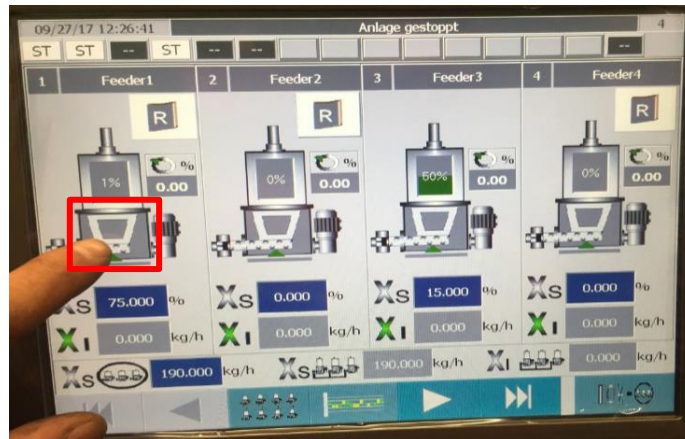 09/27/17 12:26:41 Anlage gestoppt 4
ST ST -- ST -- -- --
1 Feeder1 2 Feeder2 3 Feeder3 4 Feeder4
R R R
% % % %
1% 0.00 0% 0.00 50% 0.00 0% 0.00
XS 75.000 % XS 0.000 % XS 15.000 % XS 0.000 %
XI 0.000 kg/h XI 0.000 kg/h XI 0.000 kg/h XI 0.000 kg/h
XS 190.000 kg/h XS 190.000 kg/h XI 0.000 kg/h